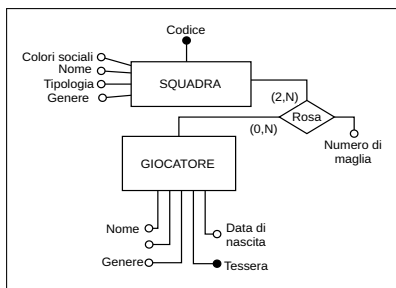 Codice
Colori sociali
Nome
Tipologia
Genere
SQUADRA
(2,N)
Rosa
(0,N)
Numero di
maglia
GIOCATORE
Nome
Data di
nascita
Genere
Tessera